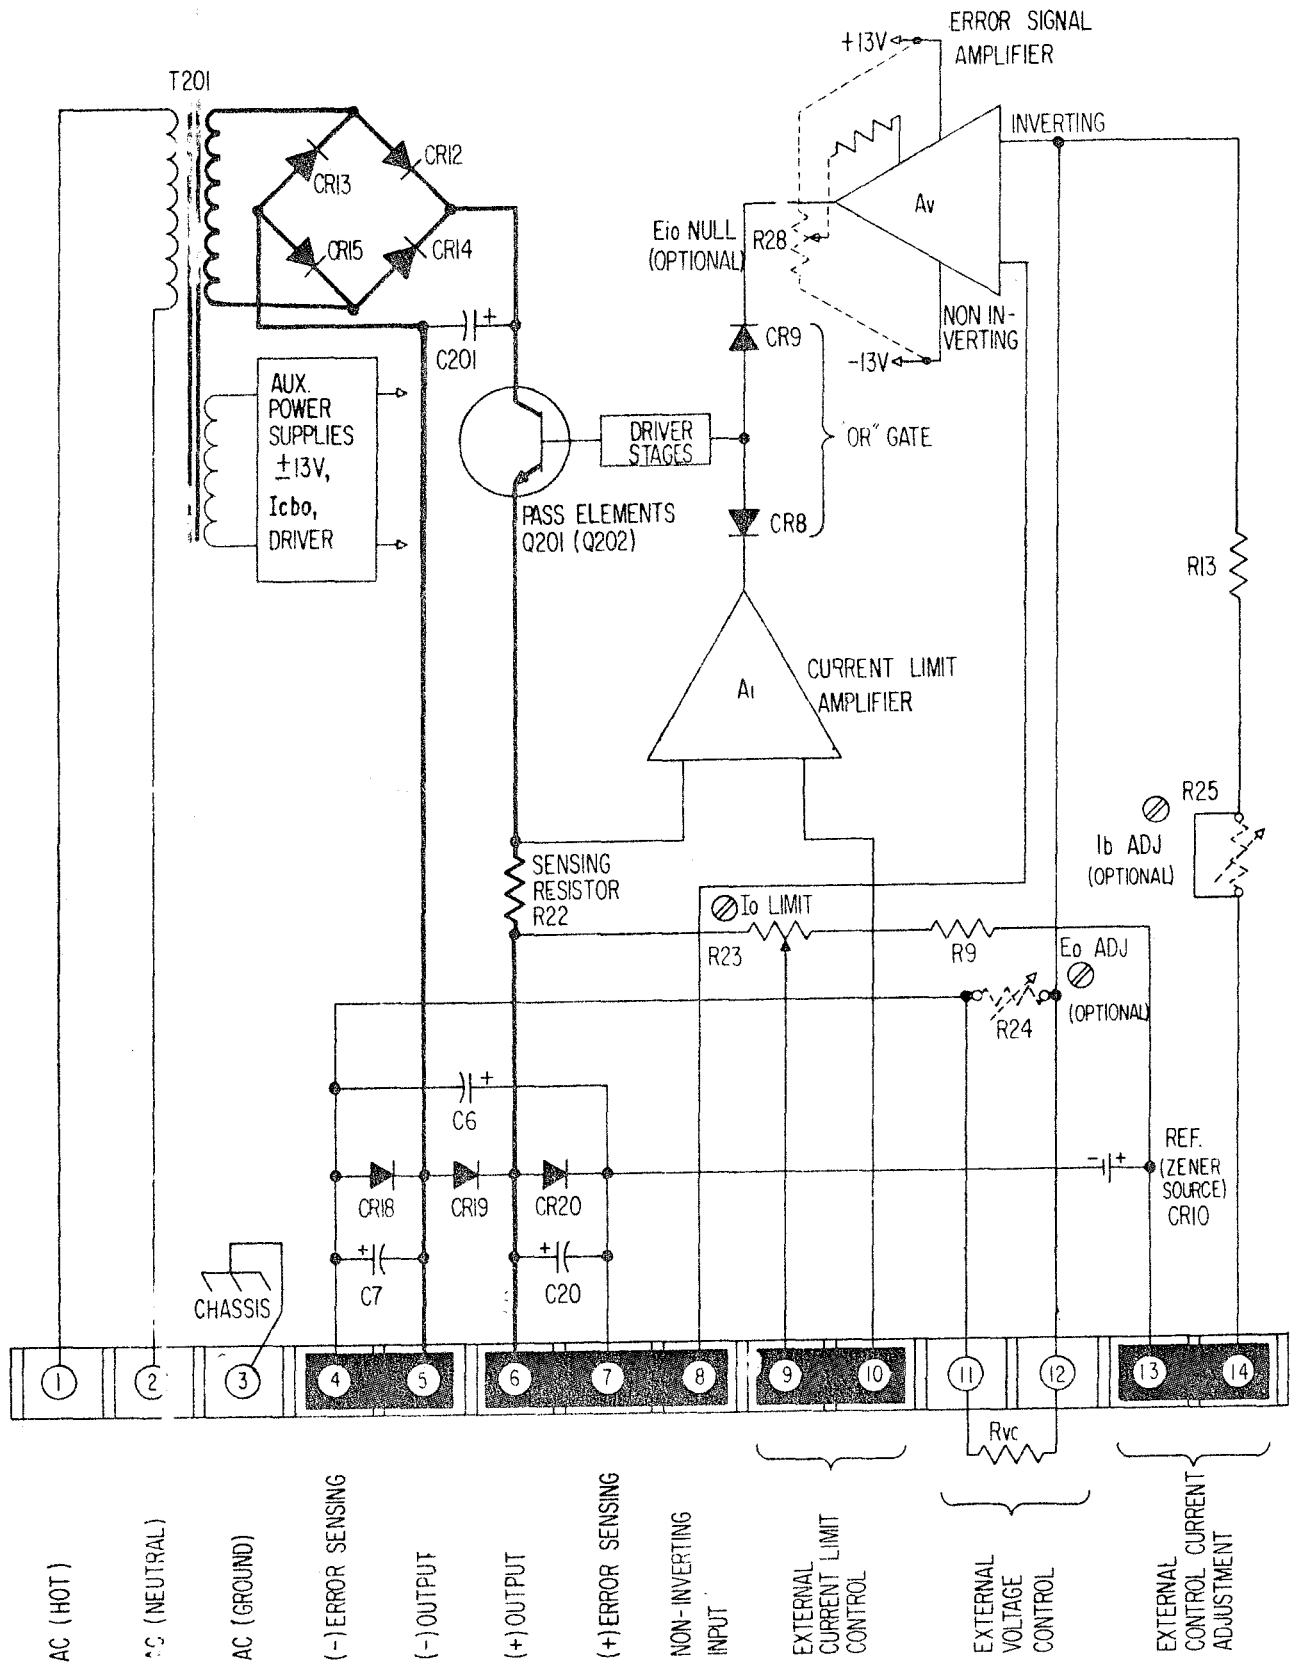 ERROR SIGNAL
AMPLIFIER
+13V
T201
INVERTING
CR12
CR13
Av
Eio NULL
(OPTIONAL)
R28
CR15
CR14
NON IN-
VERTING
+
C201
CR9
-13V
AUX.
POWER
SUPPLIES
±13V,
Icbo,
DRIVER
DRIVER
STAGES
"OR" GATE
PASS ELEMENTS
Q201 (Q202)
CR8
R13
CURRENT LIMIT
AMPLIFIER
A1
R25
Ib ADJ
(OPTIONAL)
SENSING
RESISTOR
R22
Io LIMIT
R23
R9
Eo ADJ
(OPTIONAL)
R24
+
C6
REF.
(ZENER
SOURCE)
CR10
- +
CR18
CR19
CR20
+
C7
+
C20
CHASSIS
1 2 3 4 5 6 7 8 9 10 11 12 13 14
Rvc
AC (HOT)
(NEUTRAL)
AC (GROUND)
(-) ERROR SENSING
(-) OUTPUT
(+) OUTPUT
(+) ERROR SENSING
NON-INVERTING
INPUT
EXTERNAL
CURRENT LIMIT
CONTROL
EXTERNAL
VOLTAGE
CONTROL
EXTERNAL
CONTROL CURRENT
ADJUSTMENT